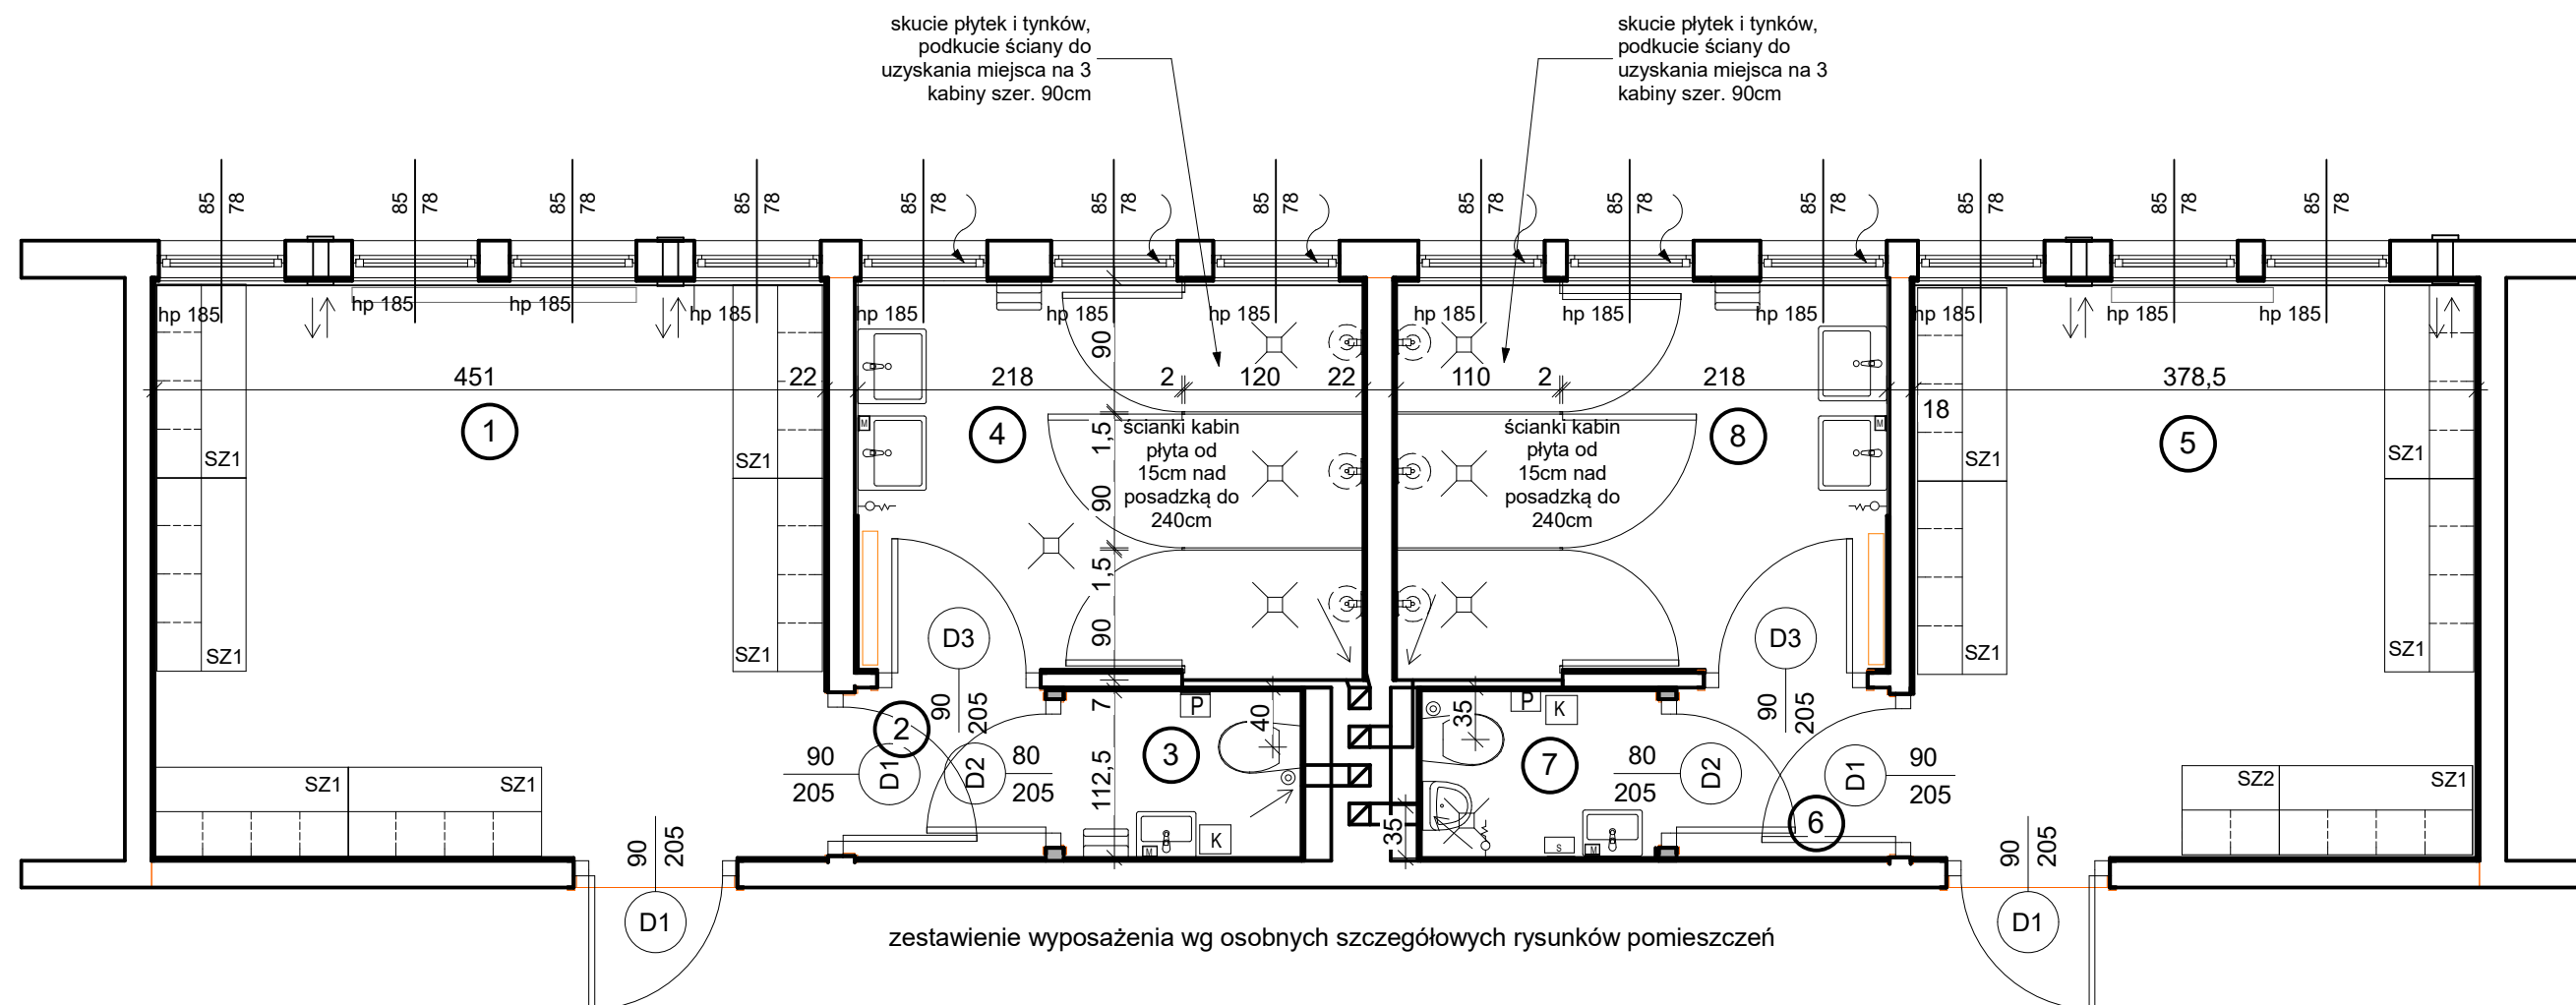 skucie płytek i tynków,
podkucie ściany do
uzyskania miejsca na 3
kabiny szer. 90cm
skucie płytek i tynków,
podkucie ściany do
uzyskania miejsca na 3
kabiny szer. 90cm
85 78
85 78
85 78
85 78
85 78
85 78
85 78
85 78
85 78
85 78
85 78
85 78
85 78
hp 185
hp 185
hp 185
hp 185
hp 185
hp 185
hp 185
hp 185
hp 185
hp 185
hp 185
hp 185
hp 185
451
22
218
2
120
22
110
2
218
18
378,5
90
1,5
90
1,5
90
7
112,5
1
4
8
5
SZ1
SZ1
SZ1
SZ1
SZ1
SZ1
SZ1
SZ1
M
M
ścianki kabin
płyta od
15cm nad
posadzką do
240cm
ścianki kabin
płyta od
15cm nad
posadzką do
240cm
D3
90
205
D3
90
205
2
3
7
6
90
205
D1
D2
80
205
P
40
K
M
35
35
P
K
S
M
80
205
D2
D1
90
205
SZ1
SZ1
SZ2
SZ1
90
205
D1
90
205
D1
zestawienie wyposażenia wg osobnych szczegółowych rysunków pomieszczeń